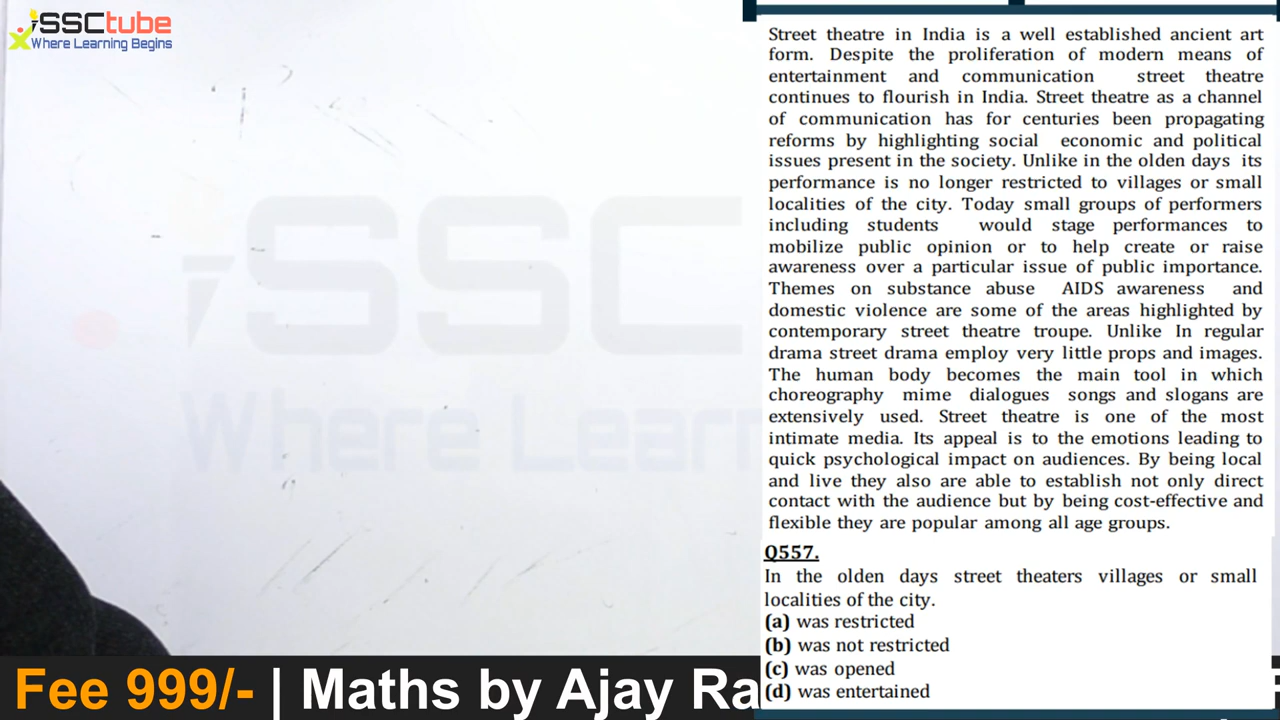 SSCtube
Where Learning Begins
Street theatre in India is a well established ancient art
form. Despite the proliferation of modern means of
entertainment and communication street theatre
continues to flourish in India. Street theatre as a channel
of communication has for centuries been propagating
reforms by highlighting social economic and political
issues present in the society. Unlike in the olden days its
performance is no longer restricted to villages or small
localities of the city. Today small groups of performers
including students would stage performances to
mobilize public opinion or to help create or raise
awareness over a particular issue of public importance.
Themes on substance abuse AIDS awareness and
domestic violence are some of the areas highlighted by
contemporary street theatre troupe. Unlike In regular
drama street drama employ very little props and images.
The human body becomes the main tool in which
choreography mime dialogues songs and slogans are
extensively used. Street theatre is one of the most
intimate media. Its appeal is to the emotions leading to
quick psychological impact on audiences. By being local
and live they also are able to establish not only direct
contact with the audience but by being cost-effective and
flexible they are popular among all age groups.
Q557.
In the olden days street theaters villages or small
localities of the city.
(a) was restricted
(b) was not restricted
(c) was opened
(d) was entertained
SSC
Where Learn
Fee 999/- | Maths by Ajay Ra